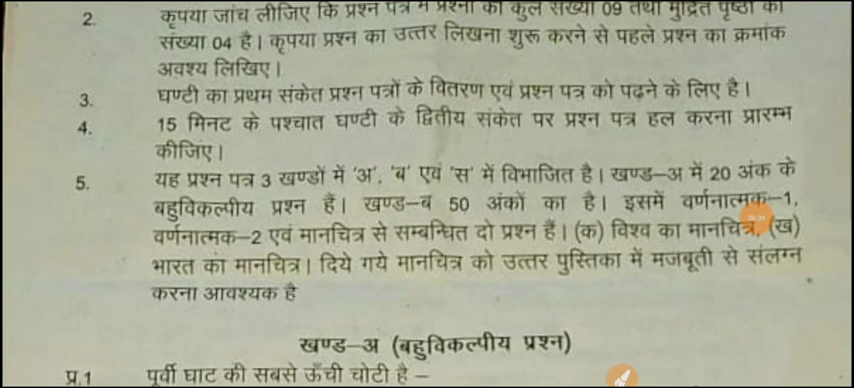 2. कृपया जांच लीजिए कि प्रश्न पत्र में प्रश्नों की कुल संख्या 09 तथा मुद्रित पृष्ठों की
संख्या 04 है। कृपया प्रश्न का उत्तर लिखना शुरू करने से पहले प्रश्न का क्रमांक
अवश्य लिखिए।
3. घण्टी का प्रथम संकेत प्रश्न पत्रों के वितरण एवं प्रश्न पत्र को पढ़ने के लिए है।
4. 15 मिनट के पश्चात घण्टी के द्वितीय संकेत पर प्रश्न पत्र हल करना प्रारम्भ
कीजिए।
5. यह प्रश्न पत्र 3 खण्डों में 'अ', 'ब' एवं 'स' में विभाजित है। खण्ड–अ में 20 अंक के
बहुविकल्पीय प्रश्न हैं। खण्ड–ब 50 अंकों का है। इसमें वर्णनात्मक–1,
वर्णनात्मक–2 एवं मानचित्र से सम्बन्धित दो प्रश्न हैं। (क) विश्व का मानचित्र, (ख)
भारत का मानचित्र। दिये गये मानचित्र को उत्तर पुस्तिका में मजबूती से संलग्न
करना आवश्यक है
खण्ड–अ (बहुविकल्पीय प्रश्न)
प्र.1 पूर्वी घाट की सबसे ऊँची चोटी है –